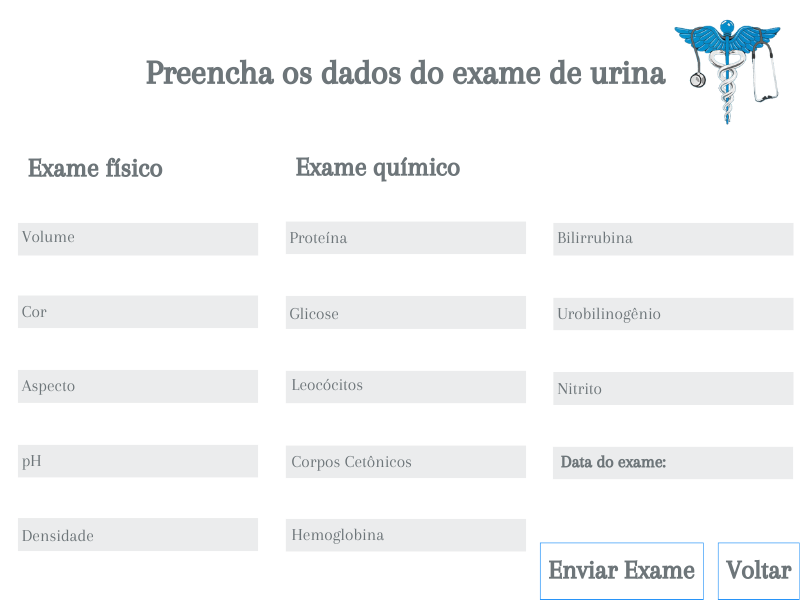 Preencha os dados do exame de urina
Exame físico
Volume
Cor
Aspecto
pH
Densidade
Exame químico
Proteína
Glicose
Leocócitos
Corpos Cetônicos
Hemoglobina
Bilirrubina
Urobilinogênio
Nitrito
Data do exame:
Enviar Exame
Voltar